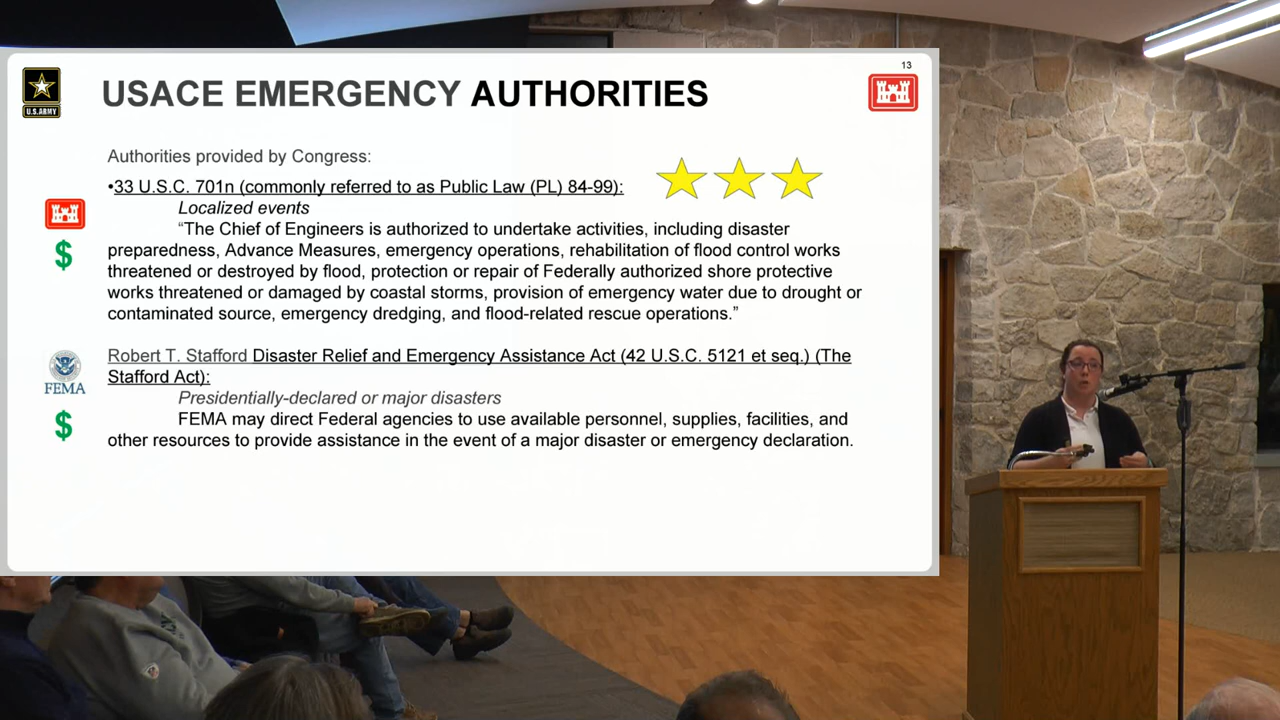 13
USACE EMERGENCY AUTHORITIES
U.S.ARMY
Authorities provided by Congress:
•33 U.S.C. 701n (commonly referred to as Public Law (PL) 84-99):
Localized events
“The Chief of Engineers is authorized to undertake activities, including disaster
preparedness, Advance Measures, emergency operations, rehabilitation of flood control works
threatened or destroyed by flood, protection or repair of Federally authorized shore protective
works threatened or damaged by coastal storms, provision of emergency water due to drought or
contaminated source, emergency dredging, and flood-related rescue operations.”
$
Robert T. Stafford Disaster Relief and Emergency Assistance Act (42 U.S.C. 5121 et seq.) (The
Stafford Act):
FEMA
Presidentially-declared or major disasters
FEMA may direct Federal agencies to use available personnel, supplies, facilities, and
other resources to provide assistance in the event of a major disaster or emergency declaration.
$